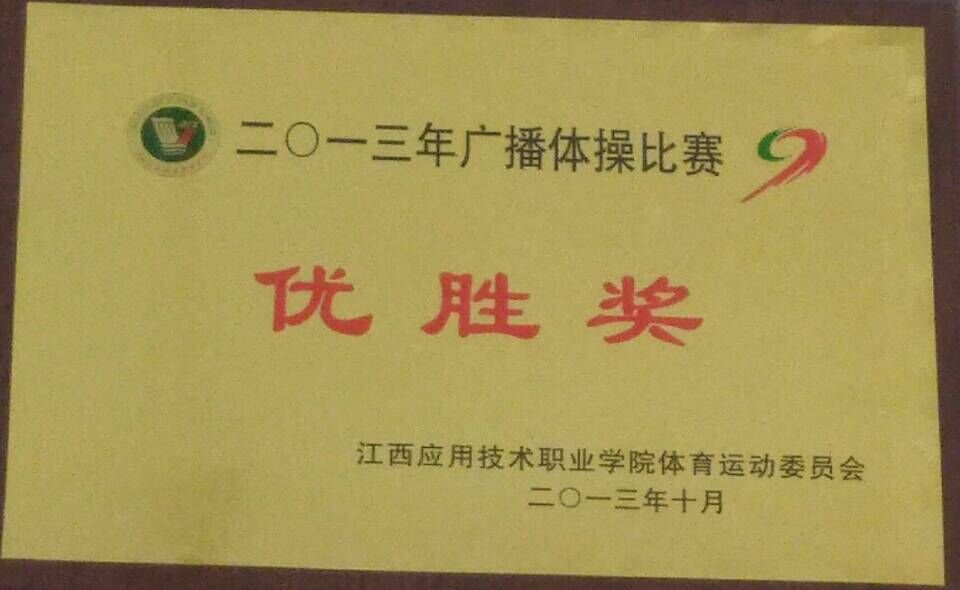 二〇一三年广播体操比赛
优胜奖
江西应用技术职业学院体育运动委员会
二〇一三年十月